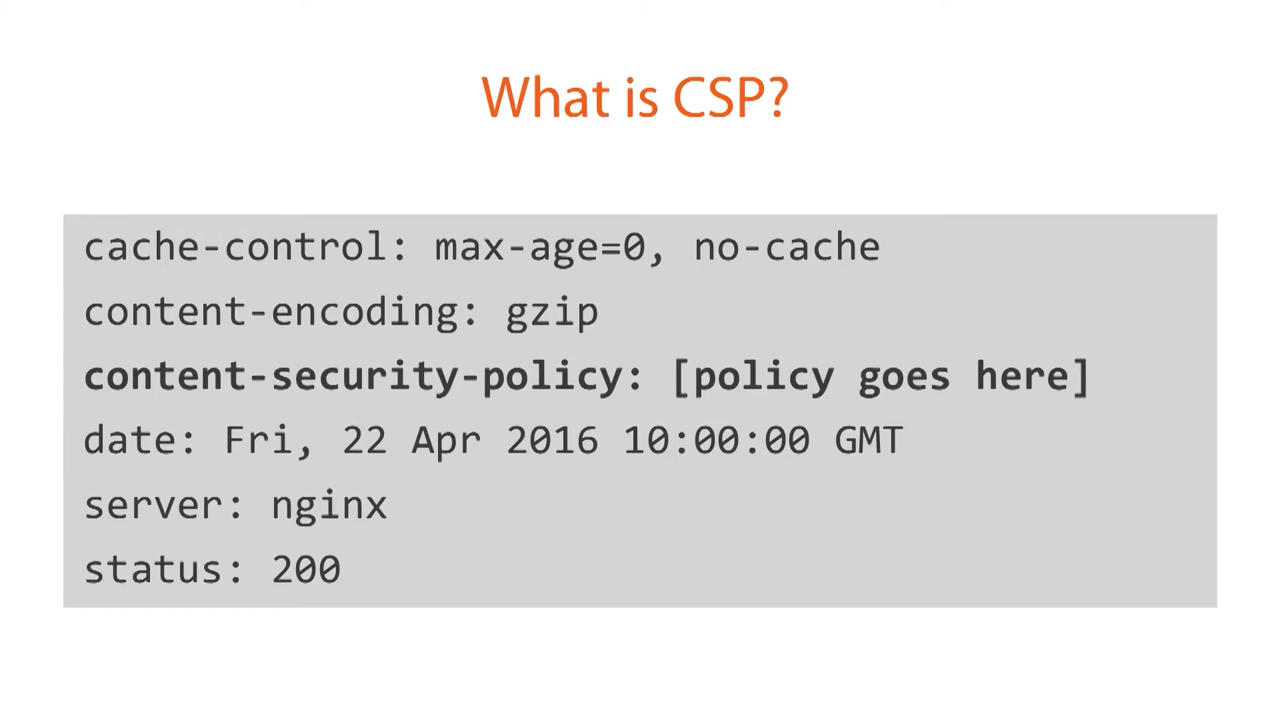 What is CSP?
cache-control: max-age=0, no-cache
content-encoding: gzip
content-security-policy: [policy goes here]
date: Fri, 22 Apr 2016 10:00:00 GMT
server: nginx
status: 200